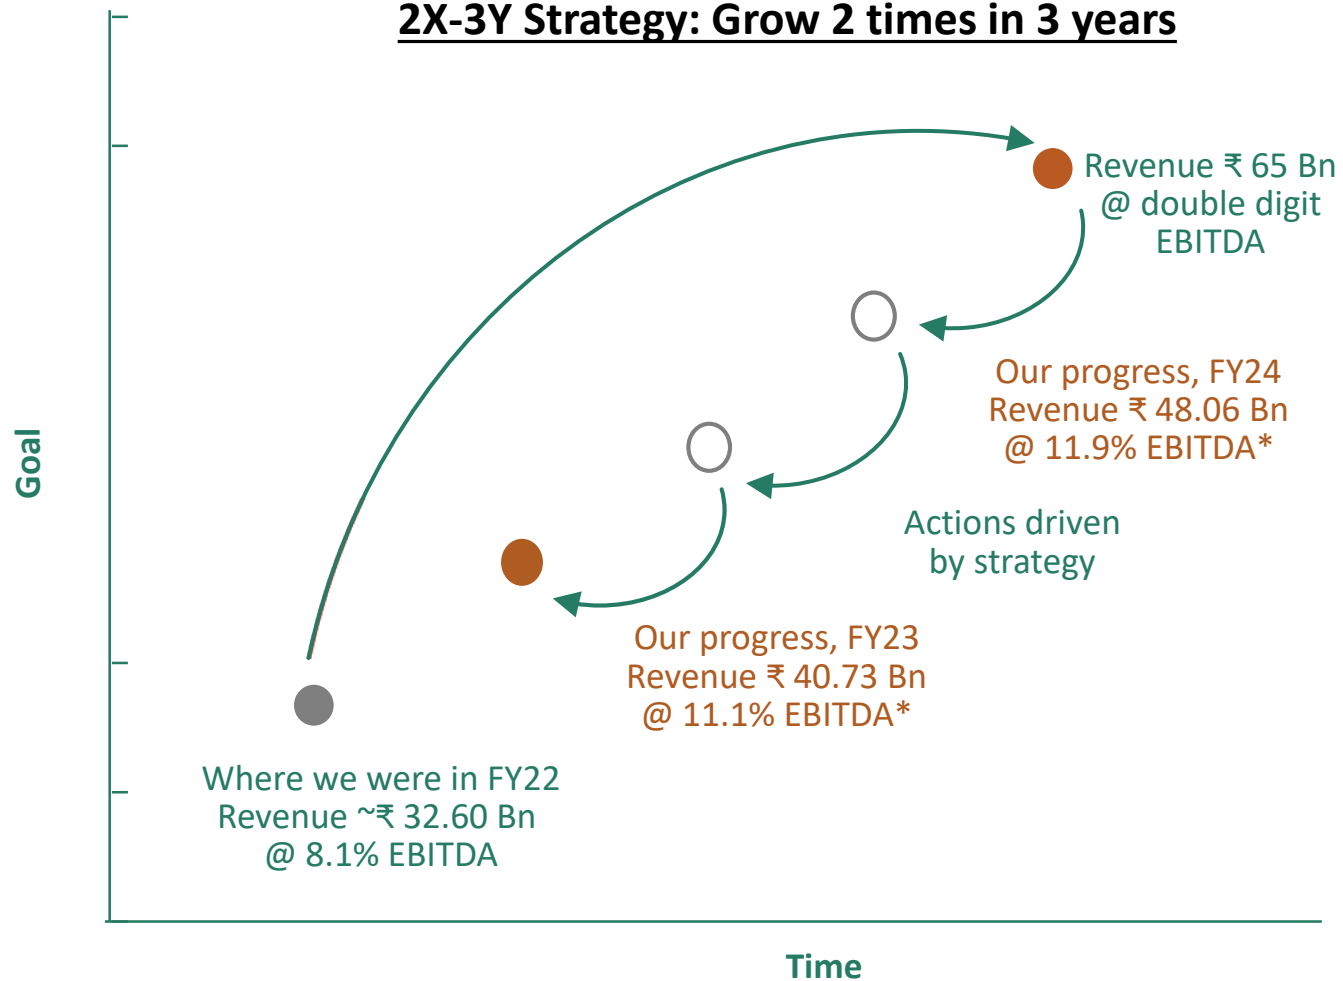 2X-3Y Strategy: Grow 2 times in 3 years
Revenue ₹ 65 Bn
@ double digit
EBITDA
Our progress, FY24
Revenue ₹ 48.06 Bn
@ 11.9% EBITDA*
Goal
Actions driven
by strategy
Our progress, FY23
Revenue ₹ 40.73 Bn
@ 11.1% EBITDA*
Where we were in FY22
Revenue ~₹ 32.60 Bn
@ 8.1% EBITDA
Time